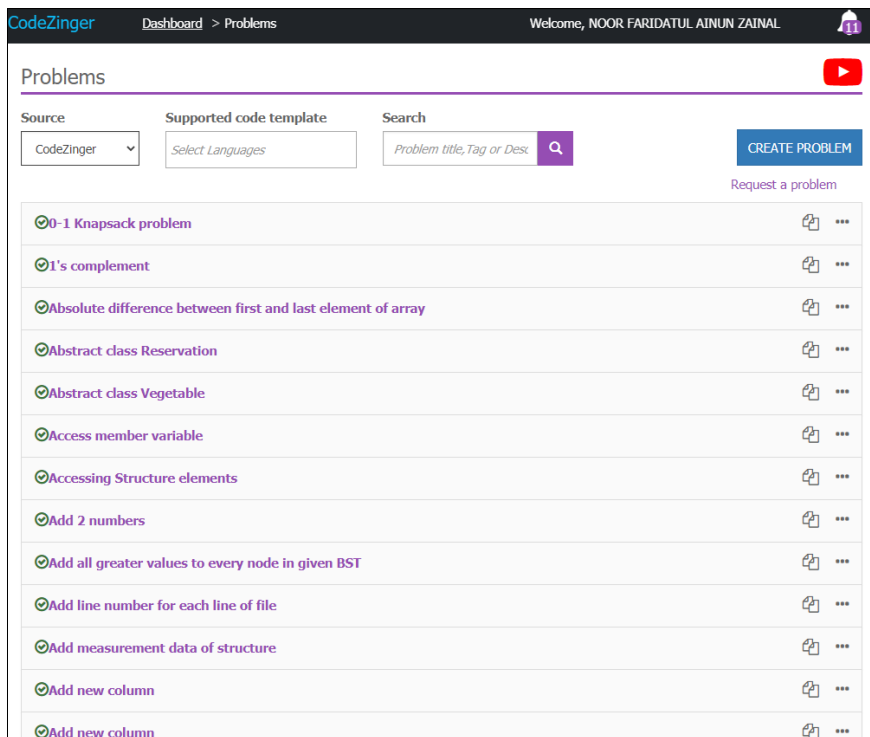 CodeZinger Dashboard > Problems Welcome, NOOR FARIDATUL AINUN ZAINAL 11
Problems
Source Supported code template Search
CodeZinger Select Languages Problem title,Tag or Desc CREATE PROBLEM
Request a problem
0-1 Knapsack problem
1's complement
Absolute difference between first and last element of array
Abstract class Reservation
Abstract class Vegetable
Access member variable
Accessing Structure elements
Add 2 numbers
Add all greater values to every node in given BST
Add line number for each line of file
Add measurement data of structure
Add new column
Add new column